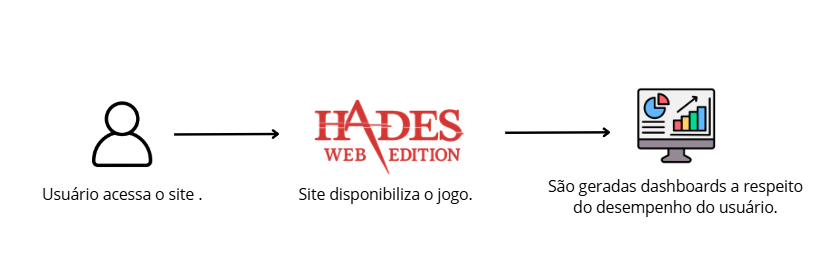 HADES
WEB EDITION
Usuário acessa o site .
Site disponibiliza o jogo.
São geradas dashboards a respeito
do desempenho do usuário.